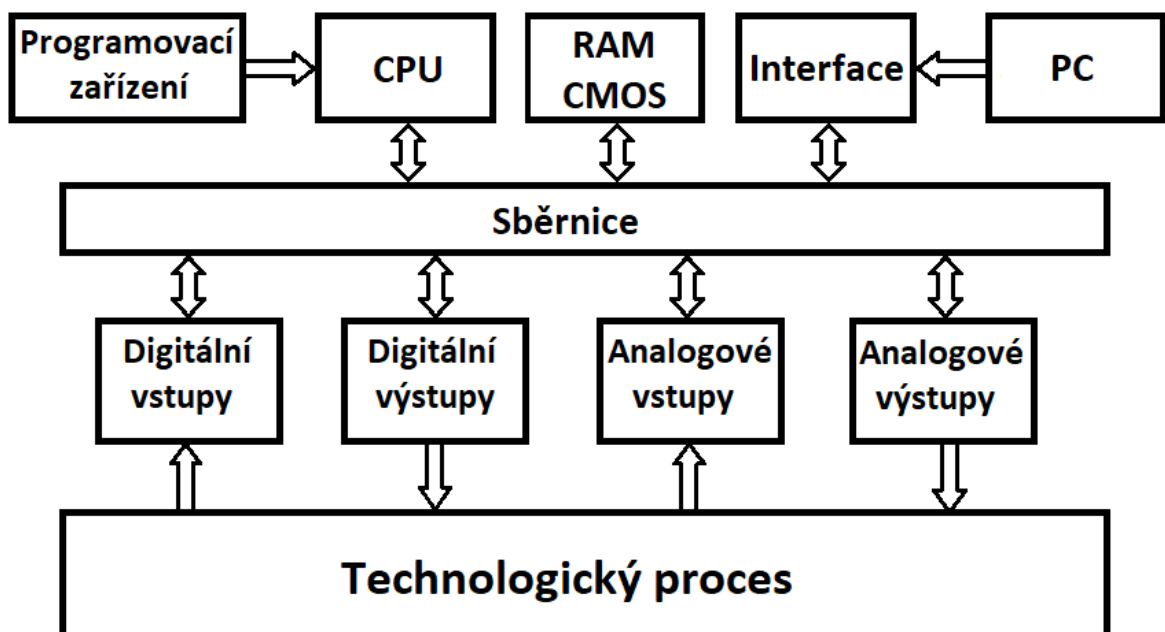 Programovací
zařízení
CPU
RAM
CMOS
Interface
PC
Sběrnice
Digitální
vstupy
Digitální
výstupy
Analogové
vstupy
Analogové
výstupy
Technologický proces